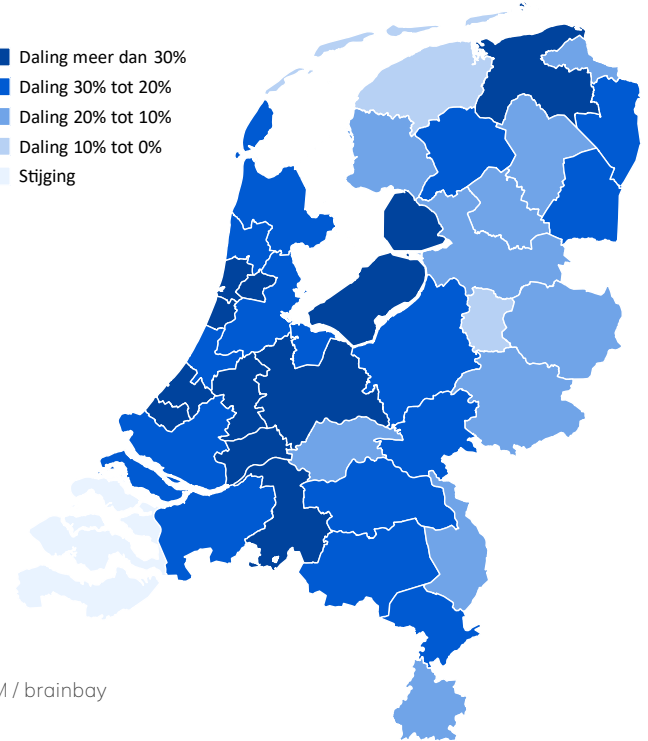 Daling meer dan 30%
Daling 30% tot 20%
Daling 20% tot 10%
Daling 10% tot 0%
Stijging
M / brainbay